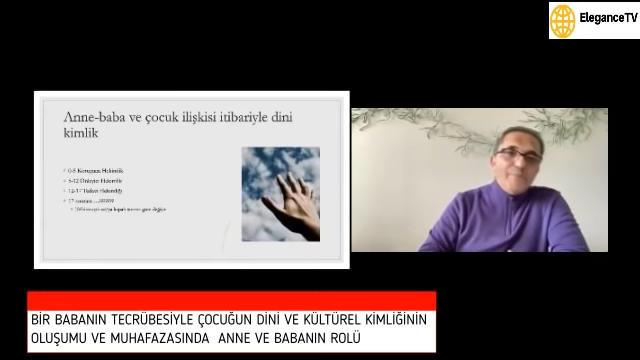 EleganceTV
Anne-baba ve çocuk ilişkisi itibariyle dini
kimlik
0-5 Koruyucu Hekimlik
5-12 Önleyici Hekimlik
12-17 Tedavi Hekimliği
BİR BABANIN TECRÜBESİYLE ÇOCUĞUN DİNİ VE KÜLTÜREL KİMLİĞİNİN
OLUŞUMU VE MUHAFAZASINDA ANNE VE BABANIN ROLÜ